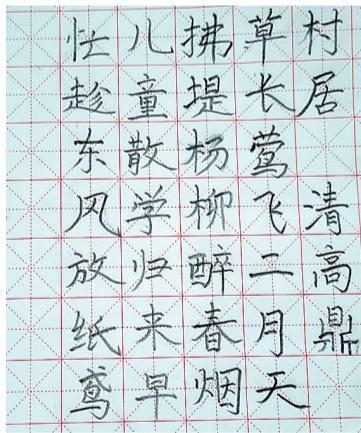 村居 清高鼎
草长莺飞二月天
拂堤杨柳醉春烟
儿童散学归来早
忙趁东风放纸鸢